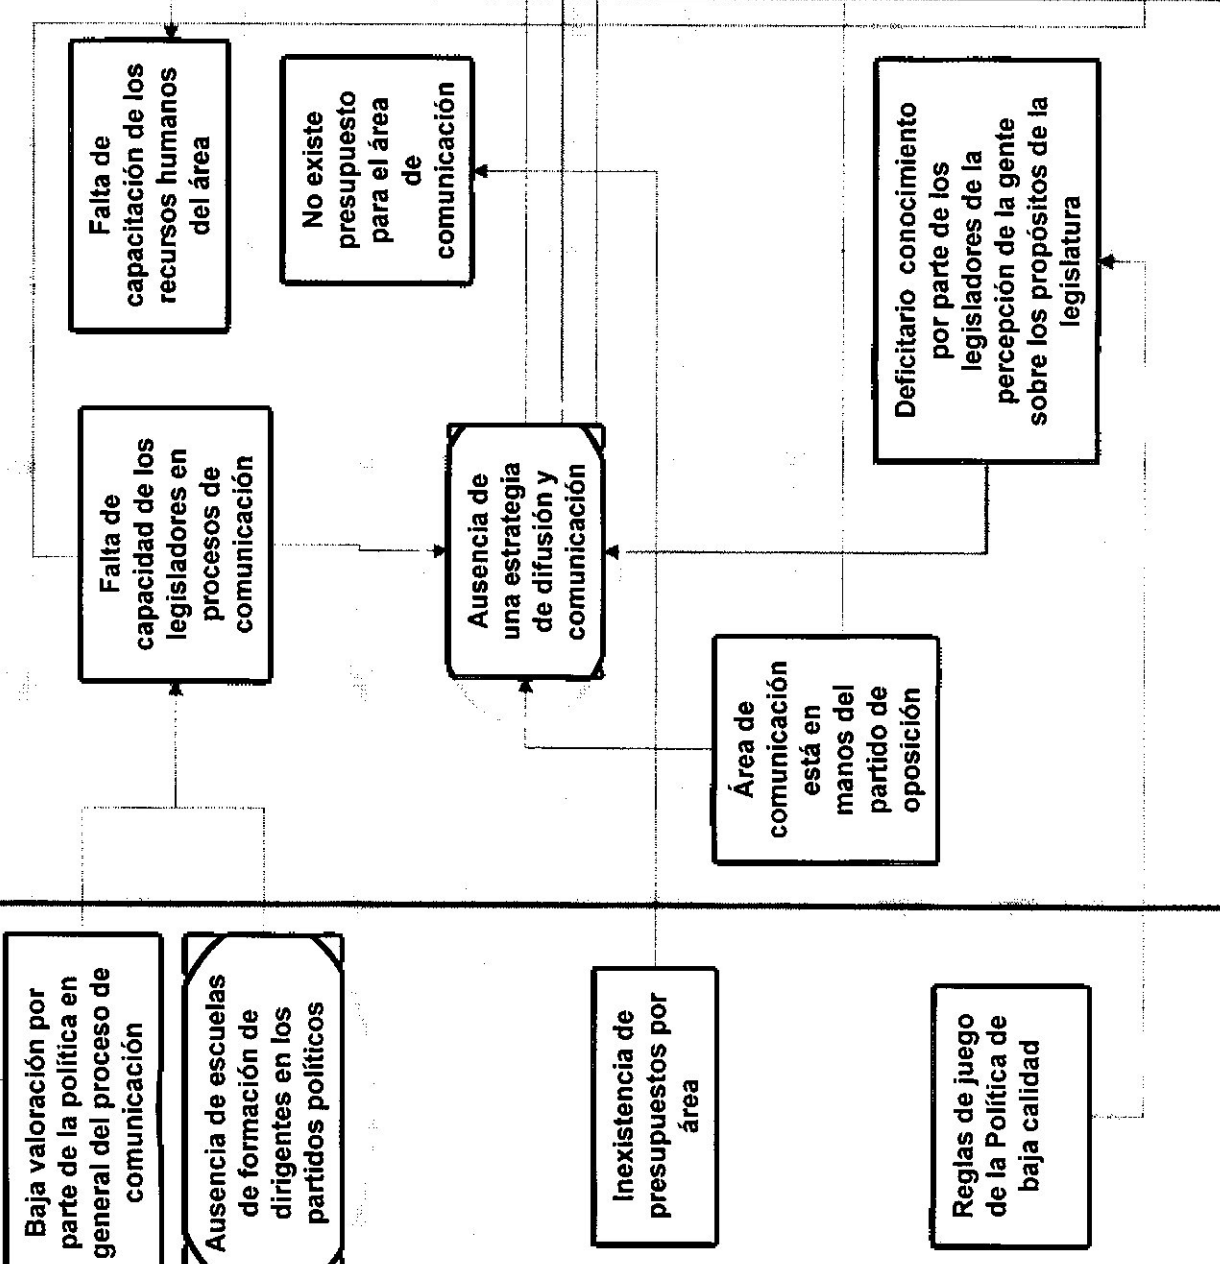 Baja valoración por
parte de la política en
general del proceso de
comunicación
Ausencia de escuelas
de formación de
dirigentes en los
partidos políticos
Inexistencia de
presupuestos por
área
Reglas de juego
de la Política de
baja calidad
Falta de
capacidad de los
legisladores en
procesos de
comunicación
Ausencia de
una estrategia
de difusión y
comunicación
Área de
comunicación
está en
manos del
partido de
oposición
Falta de
capacitación de los
recursos humanos
del área
No existe
presupuesto
para el área
de
comunicación
Deficitario conocimiento
por parte de los
legisladores de la
percepción de la gente
sobre los propósitos de la
legislatura